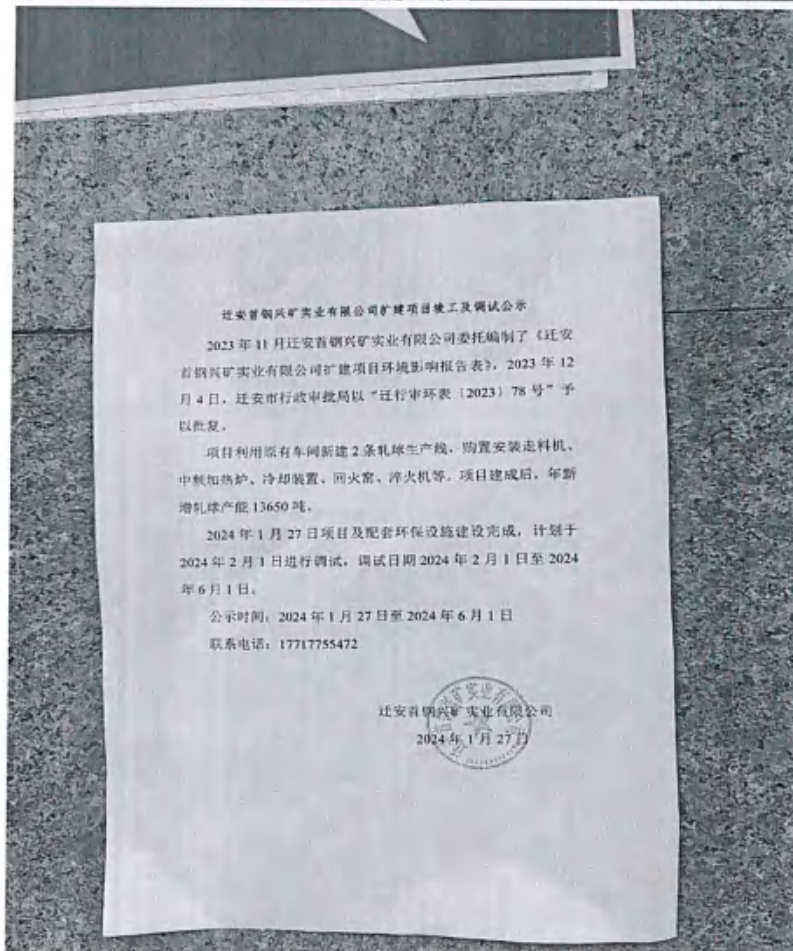 迁安首钢兴矿实业有限公司扩建项目竣工及调试公示
2023 年 11 月迁安首钢兴矿实业有限公司委托编制了《迁安
首钢兴矿实业有限公司扩建项目环境影响报告表》，2023 年 12
月 4 日，迁安市行政审批局以“迁行审环表〔2023〕78 号”予
以批复。
项目利用原有车间新建 2 条轧球生产线，购置安装走料机、
中频加热炉、冷却装置、回火窑、淬火机等。项目建成后，年新
增轧球产能 13650 吨。
2024 年 1 月 27 日项目及配套环保设施建设完成，计划于
2024 年 2 月 1 日进行调试，调试日期 2024 年 2 月 1 日至 2024
年 6 月 1 日。
公示时间：2024 年 1 月 27 日至 2024 年 6 月 1 日
联系电话：17717755472
迁安首钢兴矿实业有限公司
2024 年 1 月 27 日